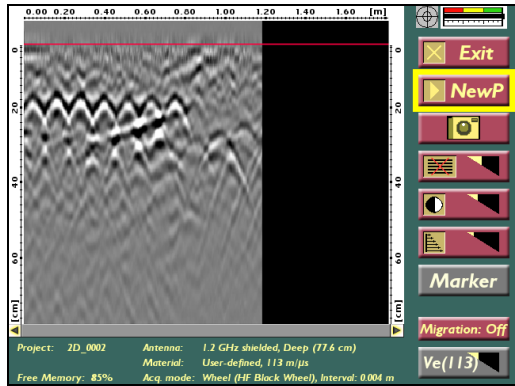 0.00 0.20 0.40 0.60 0.80 1.00 1.20 1.40 1.60 [m]
0 0
20 20
40 40
60 60
[cm] [cm]
Exit
NewP
Marker
Migration: Off
Ve(113)
Project: 2D_0002 Antenna: 1.2 GHz shielded, Deep (77.6 cm)
Material: User-defined, 113 m/µs
Free Memory: 85% Acq. mode: Wheel (HF Black Wheel), Interval: 0.004 m